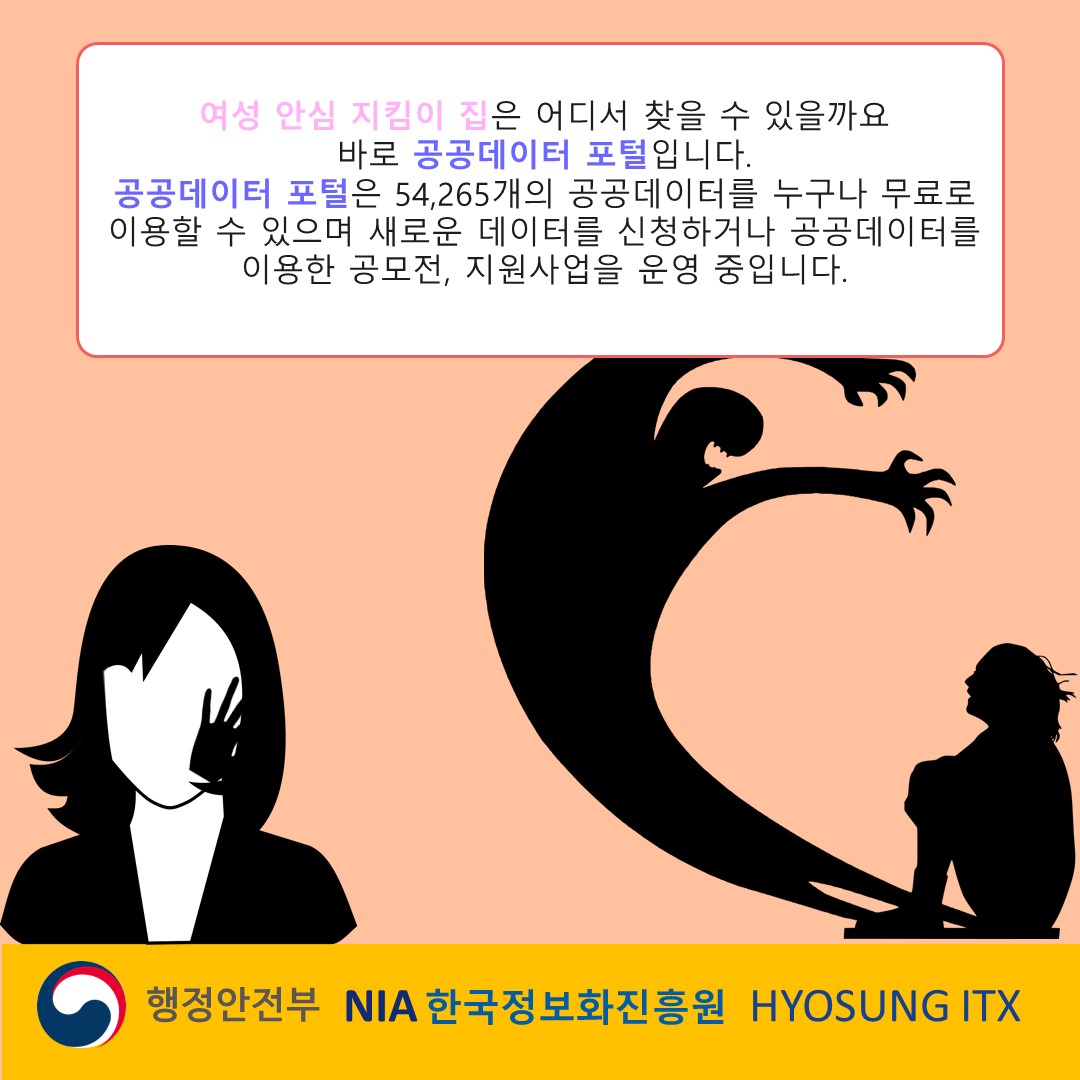 여성 안심 지킴이 집은 어디서 찾을 수 있을까요
바로 공공데이터 포털입니다.
공공데이터 포털은 54,265개의 공공데이터를 누구나 무료로
이용할 수 있으며 새로운 데이터를 신청하거나 공공데이터를
이용한 공모전, 지원사업을 운영 중입니다.
행정안전부 NIA 한국정보화진흥원 HYOSUNG ITX